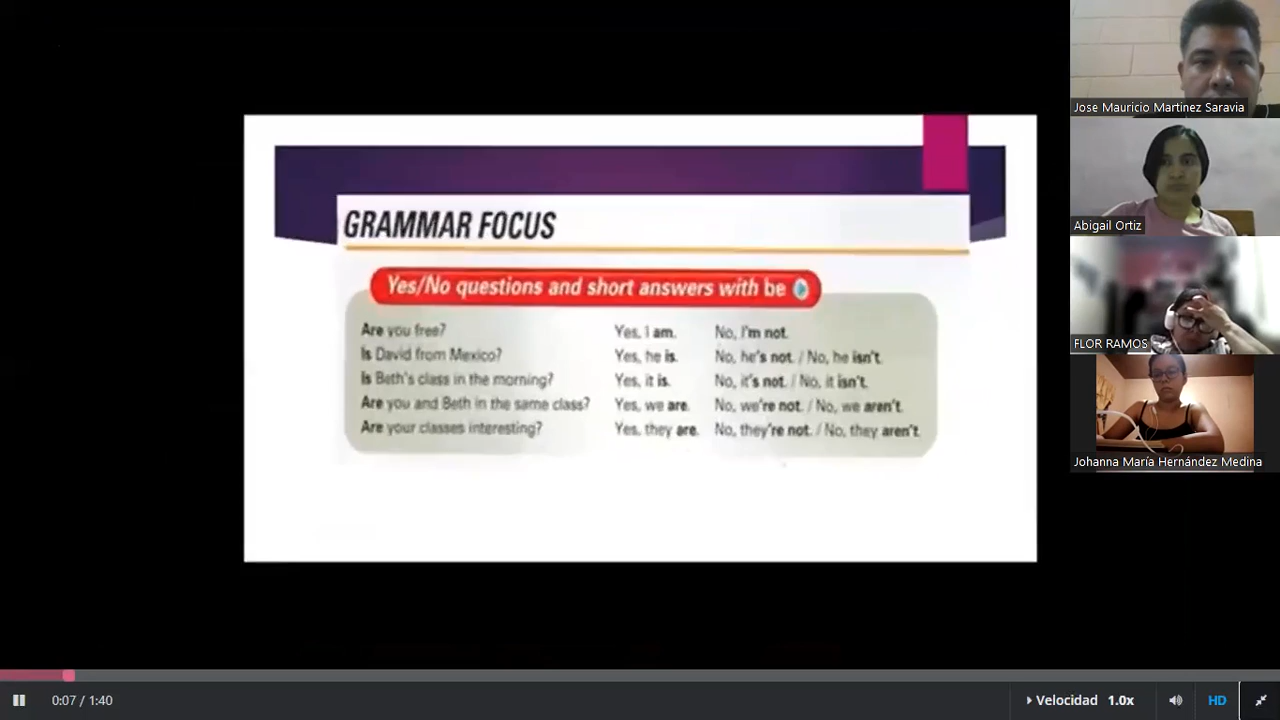 GRAMMAR FOCUS
Yes/No questions and short answers with be
Are you free? Yes, I am. No, I'm not.
Is David from Mexico? Yes, he is. No, he's not. / No, he isn't.
Is Beth's class in the morning? Yes, it is. No, it's not. / No, it isn't.
Are you and Beth in the same class? Yes, we are. No, we're not. / No, we aren't.
Are your classes interesting? Yes, they are. No, they're not. / No, they aren't.
Jose Mauricio Martinez Saravia
Abigail Ortiz
FLOR RAMOS
Johanna María Hernández Medina
0:07 / 1:40
Velocidad 1.0x
HD